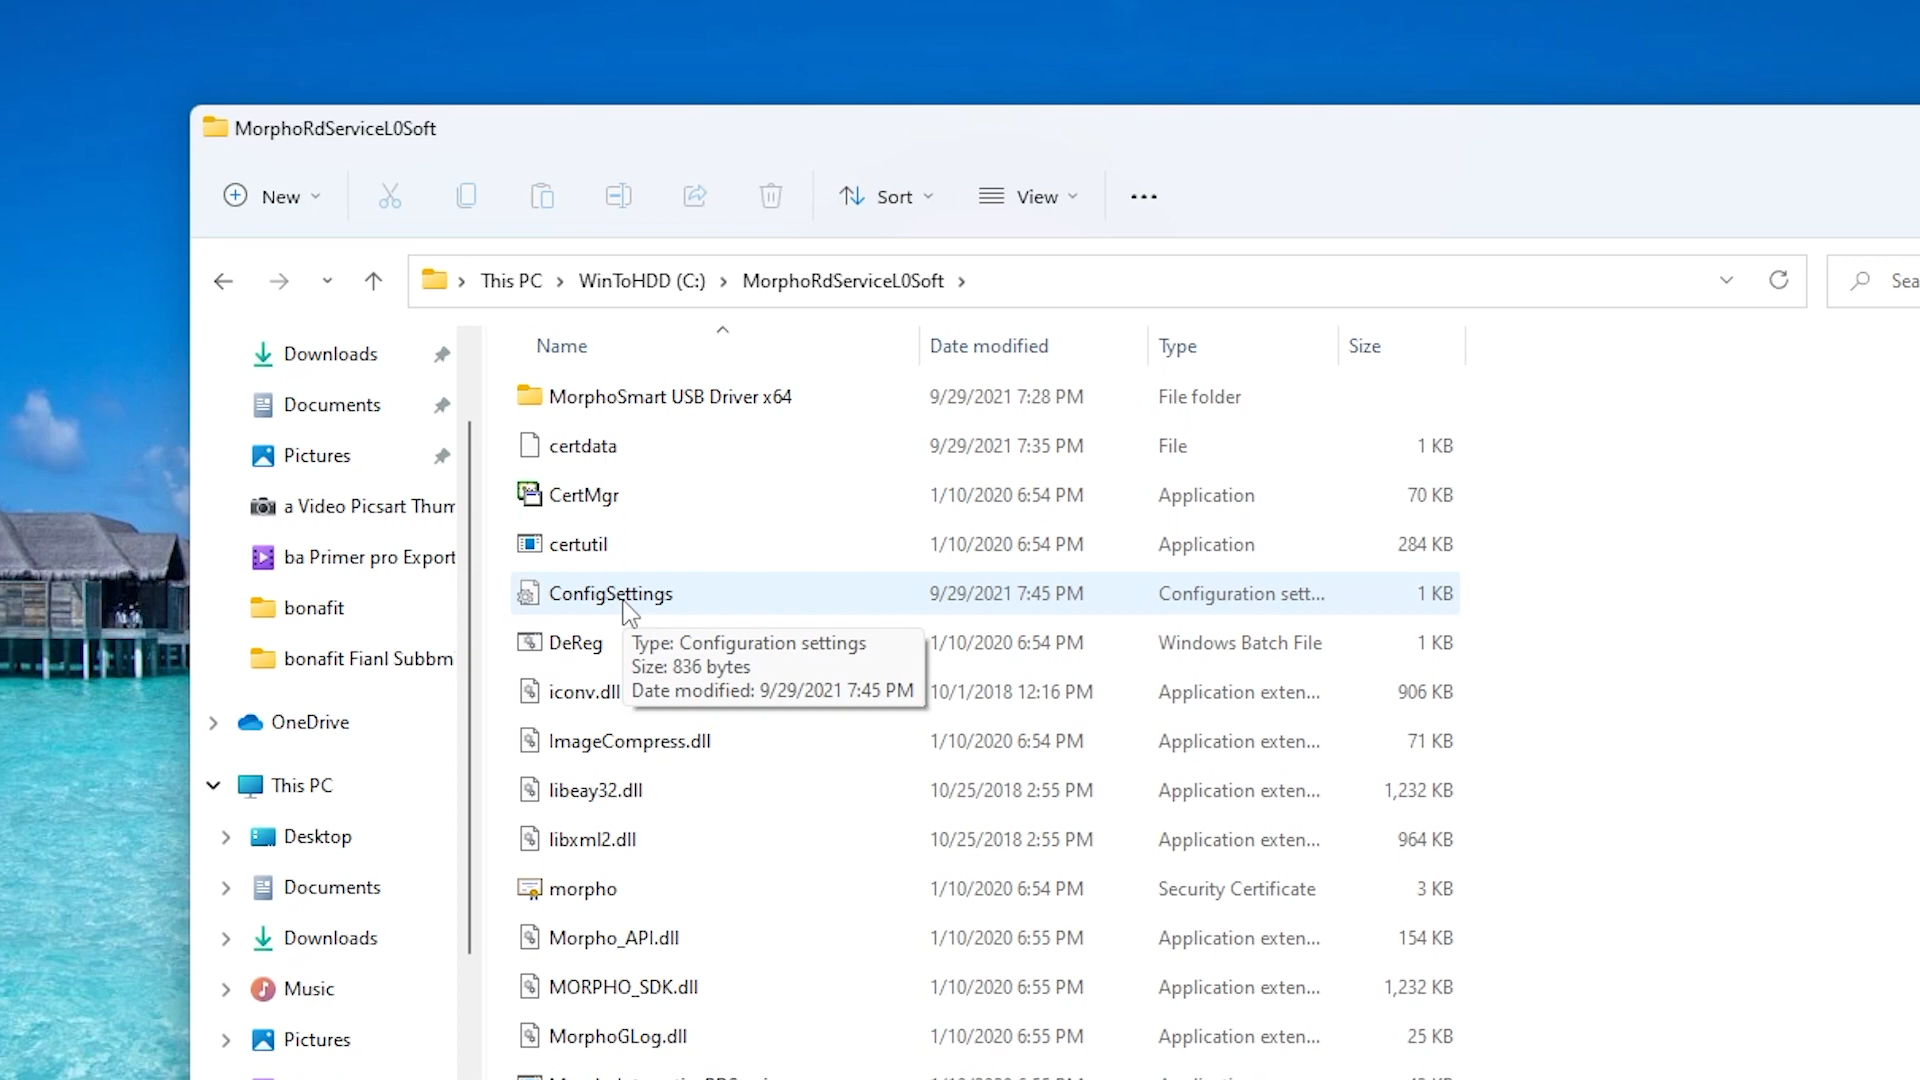 MorphoRdServiceL0Soft
New
Sort
View
This PC > WinToHDD (C:) > MorphoRdServiceL0Soft >
Sea
Name Date modified Type Size
Downloads
Documents
Pictures
a Video Picsart Thum
ba Primer pro Export
bonafit
bonafit Fianl Subbm
OneDrive
This PC
Desktop
Documents
Downloads
Music
Pictures
MorphoSmart USB Driver x64 9/29/2021 7:28 PM File folder
certdata 9/29/2021 7:35 PM File 1 KB
CertMgr 1/10/2020 6:54 PM Application 70 KB
certutil 1/10/2020 6:54 PM Application 284 KB
ConfigSettings 9/29/2021 7:45 PM Configuration sett... 1 KB
DeReg 1/10/2020 6:54 PM Windows Batch File 1 KB
Type: Configuration settings
Size: 836 bytes
Date modified: 9/29/2021 7:45 PM
iconv.dll 10/1/2018 12:16 PM Application exten... 906 KB
ImageCompress.dll 1/10/2020 6:54 PM Application exten... 71 KB
libeay32.dll 10/25/2018 2:55 PM Application exten... 1,232 KB
libxml2.dll 10/25/2018 2:55 PM Application exten... 964 KB
morpho 1/10/2020 6:54 PM Security Certificate 3 KB
Morpho_API.dll 1/10/2020 6:55 PM Application exten... 154 KB
MORPHO_SDK.dll 1/10/2020 6:55 PM Application exten... 1,232 KB
MorphoGLog.dll 1/10/2020 6:55 PM Application exten... 25 KB